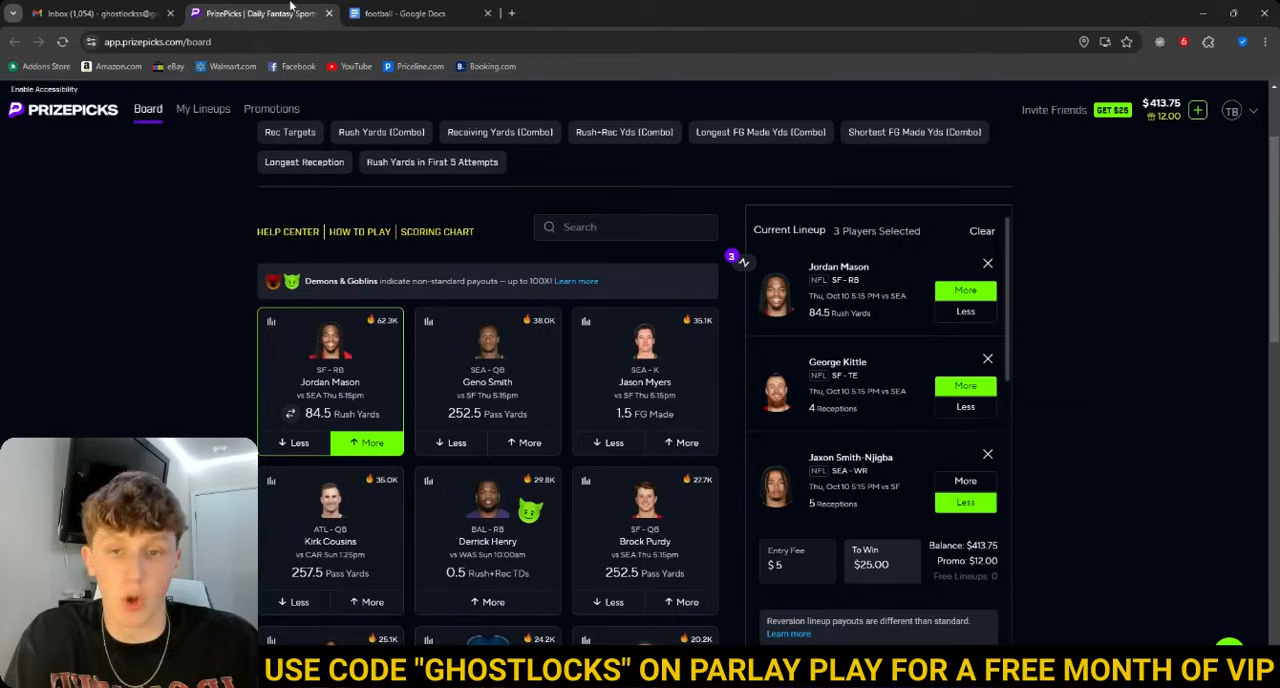 Inbox (1,054) - ghostlockss@g
PrizePicks | Daily Fantasy Sports
football - Google Docs
app.prizepicks.com/board
Addons Store
Amazon.com
eBay
Walmart.com
Facebook
YouTube
Priceline.com
Booking.com
Enable Accessibility
PRIZEPICKS
Board
My Lineups
Promotions
Invite Friends
GET $25
$413.75
12.00
TB
Rec Targets
Rush Yards (Combo)
Receiving Yards (Combo)
Rush+Rec Yds (Combo)
Longest FG Made Yds (Combo)
Shortest FG Made Yds (Combo)
Longest Reception
Rush Yards in First 5 Attempts
HELP CENTER | HOW TO PLAY | SCORING CHART
Search
Demons & Goblins indicate non-standard payouts — up to 100X! Learn more
62.3K
SF - RB
Jordan Mason
vs SEA Thu 5:15pm
84.5 Rush Yards
Less
More
38.0K
SEA - QB
Geno Smith
vs SF Thu 5:15pm
252.5 Pass Yards
Less
More
35.1K
SEA - K
Jason Myers
vs SF Thu 5:15pm
1.5 FG Made
Less
More
35.0K
ATL - QB
Kirk Cousins
vs CAR Sun 1:25pm
257.5 Pass Yards
Less
More
29.8K
BAL - RB
Derrick Henry
vs WAS Sun 10:00am
0.5 Rush+Rec TDs
More
27.7K
SF - QB
Brock Purdy
vs SEA Thu 5:15pm
252.5 Pass Yards
Less
More
25.1K
24.2K
20.2K
3
Current Lineup
3 Players Selected
Clear
Jordan Mason
NFL SF - RB
Thu, Oct 10 5:15 PM vs SEA
84.5 Rush Yards
More
Less
George Kittle
NFL SF - TE
Thu, Oct 10 5:15 PM vs SEA
4 Receptions
More
Less
Jaxon Smith-Njigba
NFL SEA - WR
Thu, Oct 10 5:15 PM vs SF
5 Receptions
More
Less
Entry Fee
$ 5
To Win
$25.00
Balance: $413.75
Promo: $12.00
Free Lineups: 0
Reversion lineup payouts are different than standard.
Learn more
USE CODE "GHOSTLOCKS" ON PARLAY PLAY FOR A FREE MONTH OF VIP